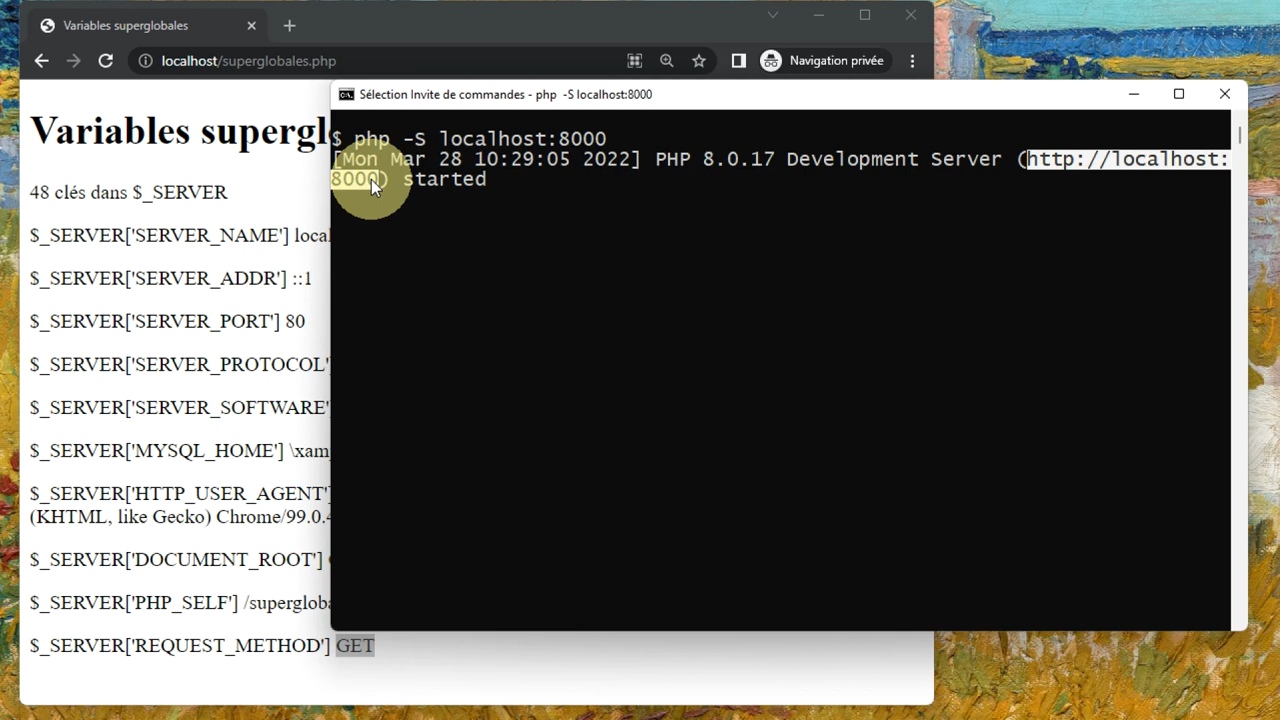 Variables superglobales
localhost/superglobales.php
Navigation privée
Sélection Invite de commandes - php -S localhost:8000
$ php -S localhost:8000
[Mon Mar 28 10:29:05 2022] PHP 8.0.17 Development Server (http://localhost:
8000) started
Variables supergl
48 clés dans $_SERVER
$_SERVER['SERVER_NAME'] local
$_SERVER['SERVER_ADDR'] ::1
$_SERVER['SERVER_PORT'] 80
$_SERVER['SERVER_PROTOCOL']
$_SERVER['SERVER_SOFTWARE']
$_SERVER['MYSQL_HOME'] \xam
$_SERVER['HTTP_USER_AGENT']
(KHTML, like Gecko) Chrome/99.0.4
$_SERVER['DOCUMENT_ROOT']
$_SERVER['PHP_SELF'] /supergloba
$_SERVER['REQUEST_METHOD'] GET